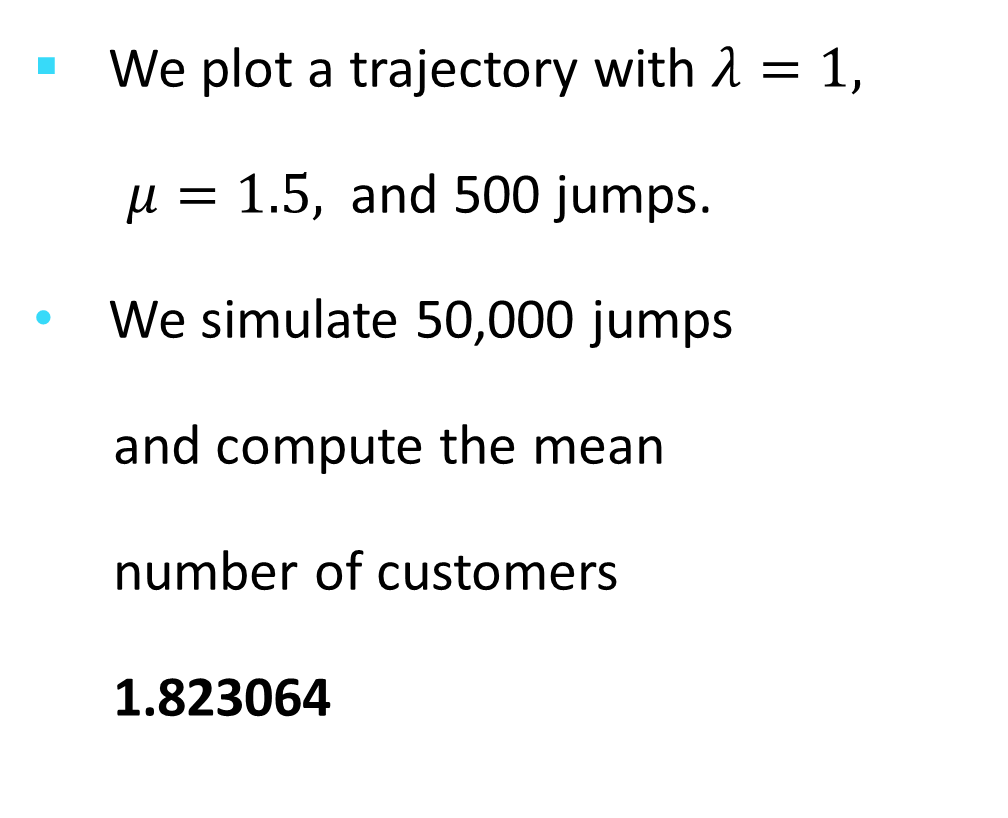 ▪ We plot a trajectory with λ = 1,
μ = 1.5, and 500 jumps.
• We simulate 50,000 jumps
and compute the mean
number of customers
1.823064